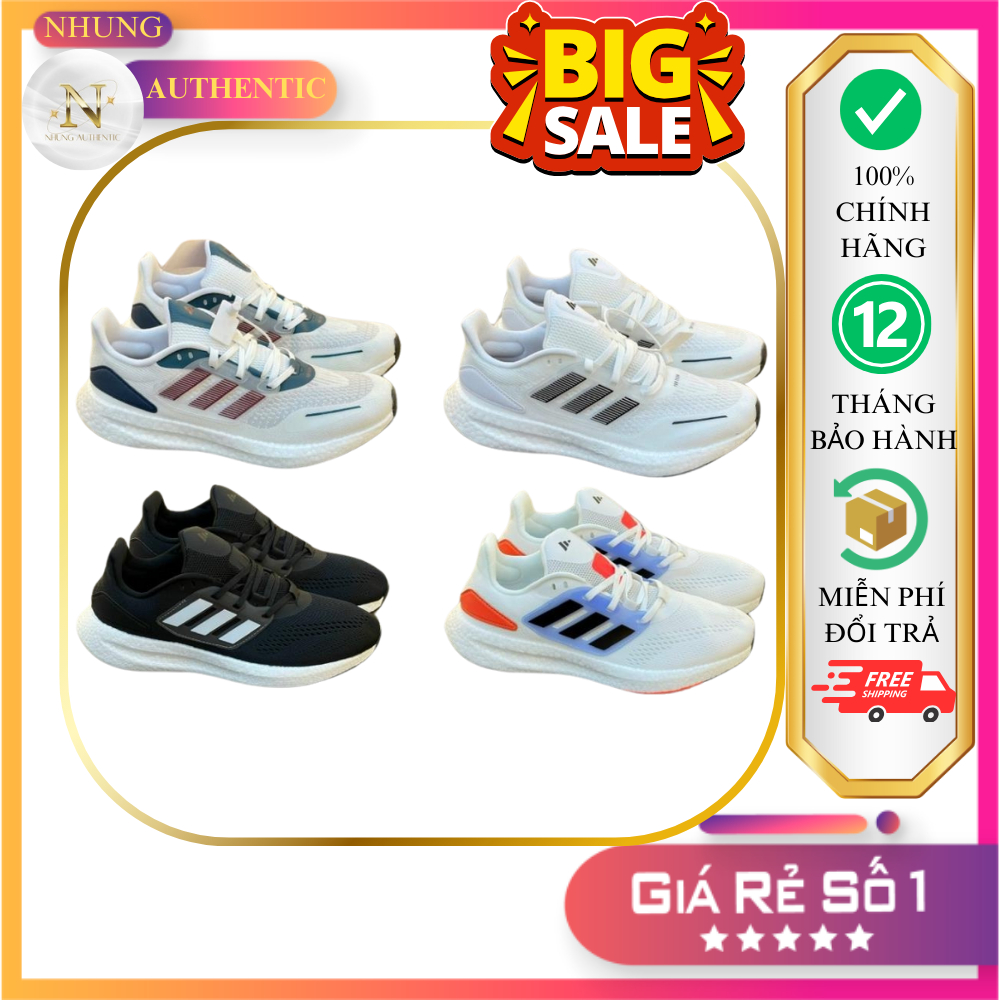 NHUNG
AUTHENTIC
N
NHUNG AUTHENTIC
BIG
SALE
100%
CHÍNH
HÃNG
12
THÁNG
BẢO HÀNH
MIỄN PHÍ
ĐỔI TRẢ
FREE
SHIPPING
GIÁ RẺ SỐ 1